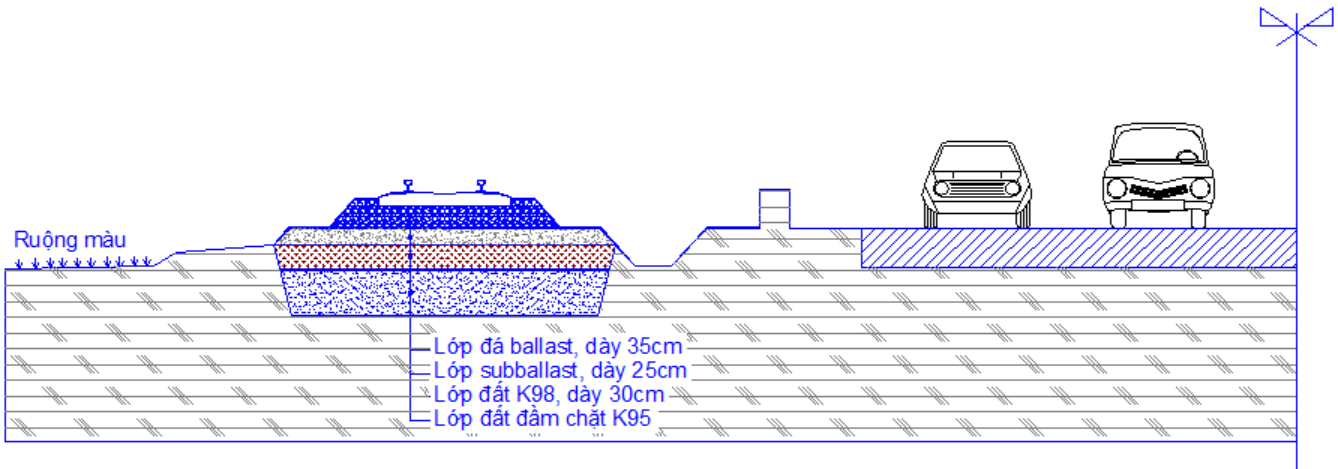 Ruộng màu
Lớp đá ballast, dày 35cm
Lớp subballast, dày 25cm
Lớp đất K98, dày 30cm
Lớp đất đầm chặt K95